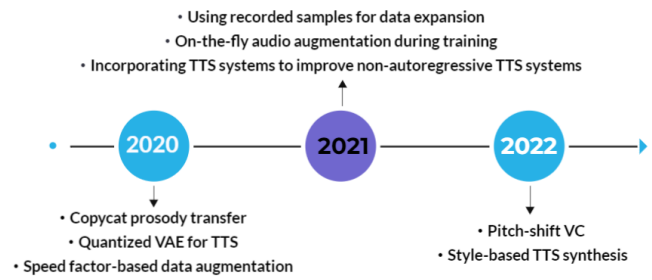 • Using recorded samples for data expansion
• On-the-fly audio augmentation during training
• Incorporating TTS systems to improve non-autoregressive TTS systems
2020
2021
2022
• Copycat prosody transfer
• Quantized VAE for TTS
• Speed factor-based data augmentation
• Pitch-shift VC
• Style-based TTS synthesis